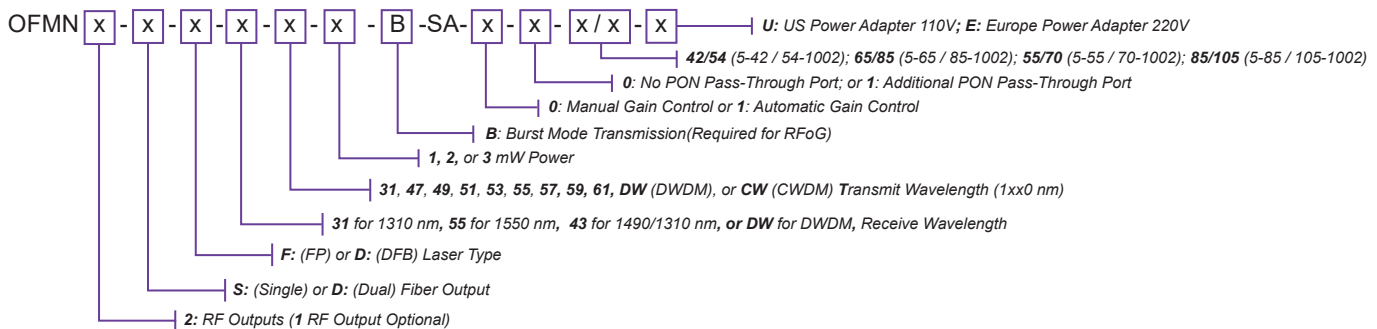 OFMN x - x - x - x - x - x - B -SA- x - x - x / x - x
U: US Power Adapter 110V; E: Europe Power Adapter 220V
42/54 (5-42 / 54-1002); 65/85 (5-65 / 85-1002); 55/70 (5-55 / 70-1002); 85/105 (5-85 / 105-1002)
0: No PON Pass-Through Port; or 1: Additional PON Pass-Through Port
0: Manual Gain Control or 1: Automatic Gain Control
B: Burst Mode Transmission(Required for RFoG)
1, 2, or 3 mW Power
31, 47, 49, 51, 53, 55, 57, 59, 61, DW (DWDM), or CW (CWDM) Transmit Wavelength (1xx0 nm)
31 for 1310 nm, 55 for 1550 nm, 43 for 1490/1310 nm, or DW for DWDM, Receive Wavelength
F: (FP) or D: (DFB) Laser Type
S: (Single) or D: (Dual) Fiber Output
2: RF Outputs (1 RF Output Optional)